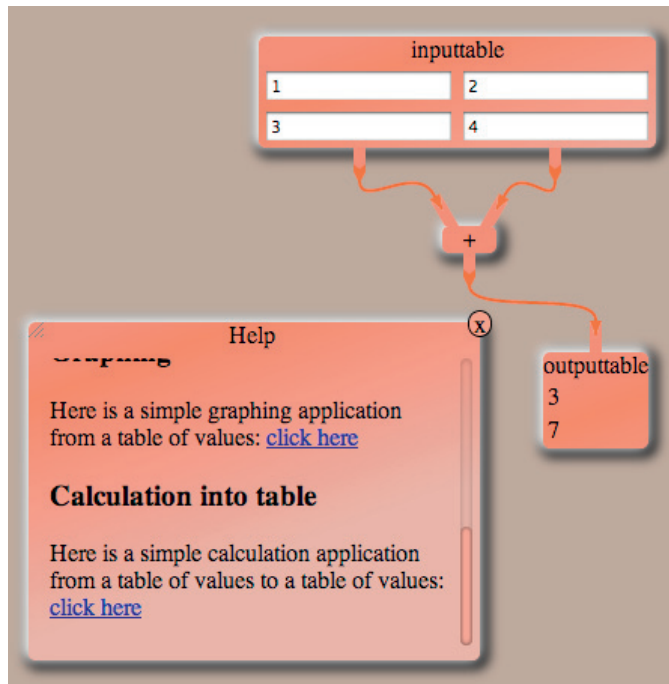 inputtable
1 2
3 4
+
x
Help
Graphing
Here is a simple graphing application
from a table of values: click here
Calculation into table
Here is a simple calculation application
from a table of values to a table of values:
click here
outputtable
3
7